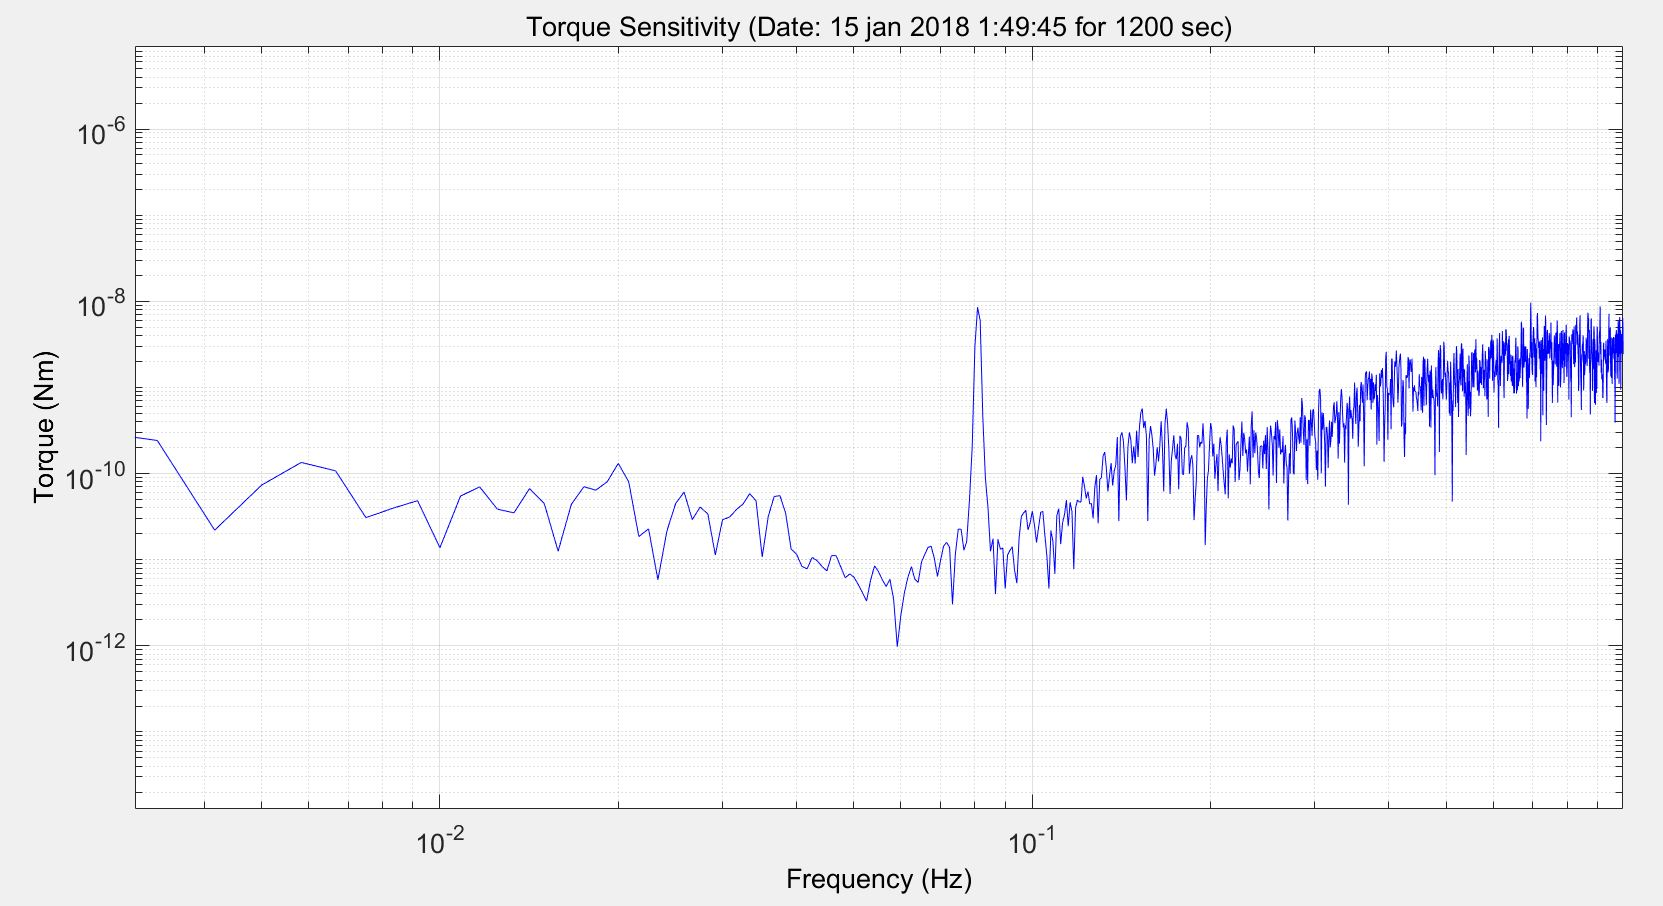 Torque Sensitivity (Date: 15 jan 2018 1:49:45 for 1200 sec)
10^-6
10^-8
10^-10
10^-12
Torque (Nm)
10^-2
10^-1
Frequency (Hz)